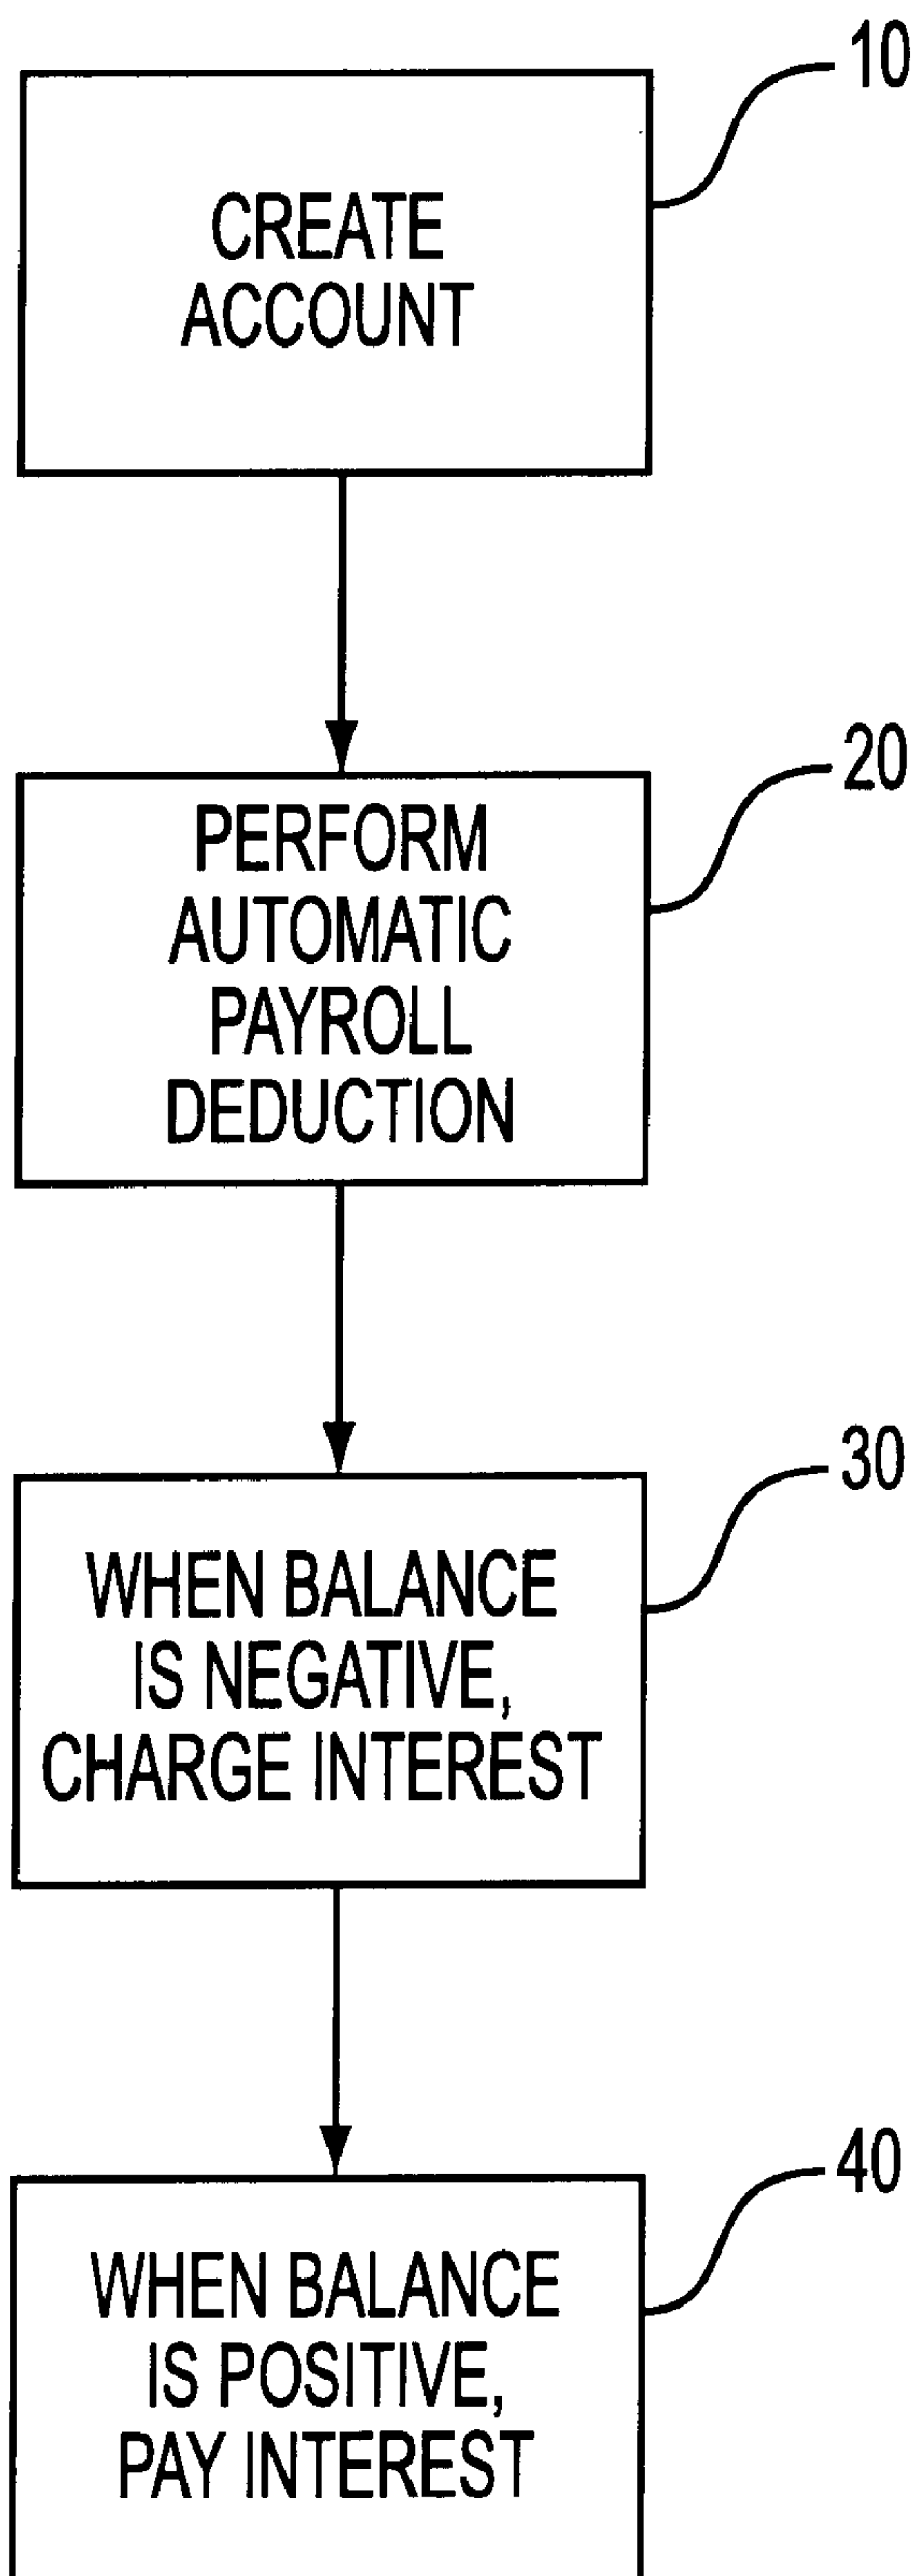 10
CREATE
ACCOUNT
20
PERFORM
AUTOMATIC
PAYROLL
DEDUCTION
30
WHEN BALANCE
IS NEGATIVE,
CHARGE INTEREST
40
WHEN BALANCE
IS POSITIVE,
PAY INTEREST